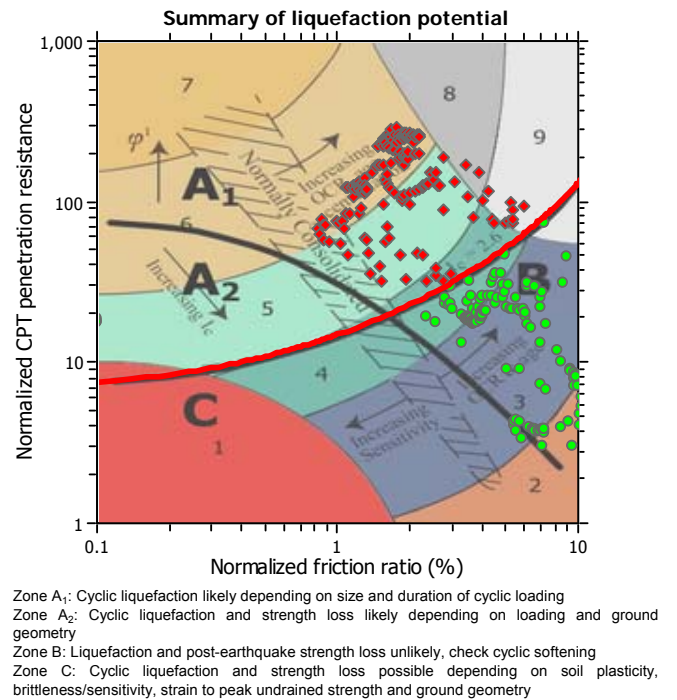 Summary of liquefaction potential
1,000
7
8
9
φ'
Increasing
OCR
A1
Normally Consolidated
100
6
Ic = 2.6
A2
B
Increasing Ic
5
10
4
Increasing
OCR
3
C
Increasing
Sensitivity
1
2
1
0.1
1
10
Normalized CPT penetration resistance
Normalized friction ratio (%)
Zone A1: Cyclic liquefaction likely depending on size and duration of cyclic loading
Zone A2: Cyclic liquefaction and strength loss likely depending on loading and ground
geometry
Zone B: Liquefaction and post-earthquake strength loss unlikely, check cyclic softening
Zone C: Cyclic liquefaction and strength loss possible depending on soil plasticity,
brittleness/sensitivity, strain to peak undrained strength and ground geometry